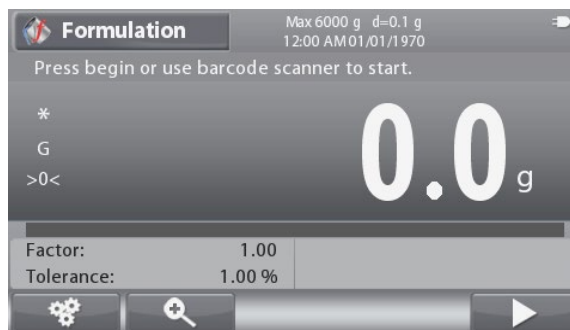 Formulation
Max 6000 g d=0.1 g
12:00 AM 01/01/1970
Press begin or use barcode scanner to start.
*
G
>0<
0.0 g
Factor: 1.00
Tolerance: 1.00 %